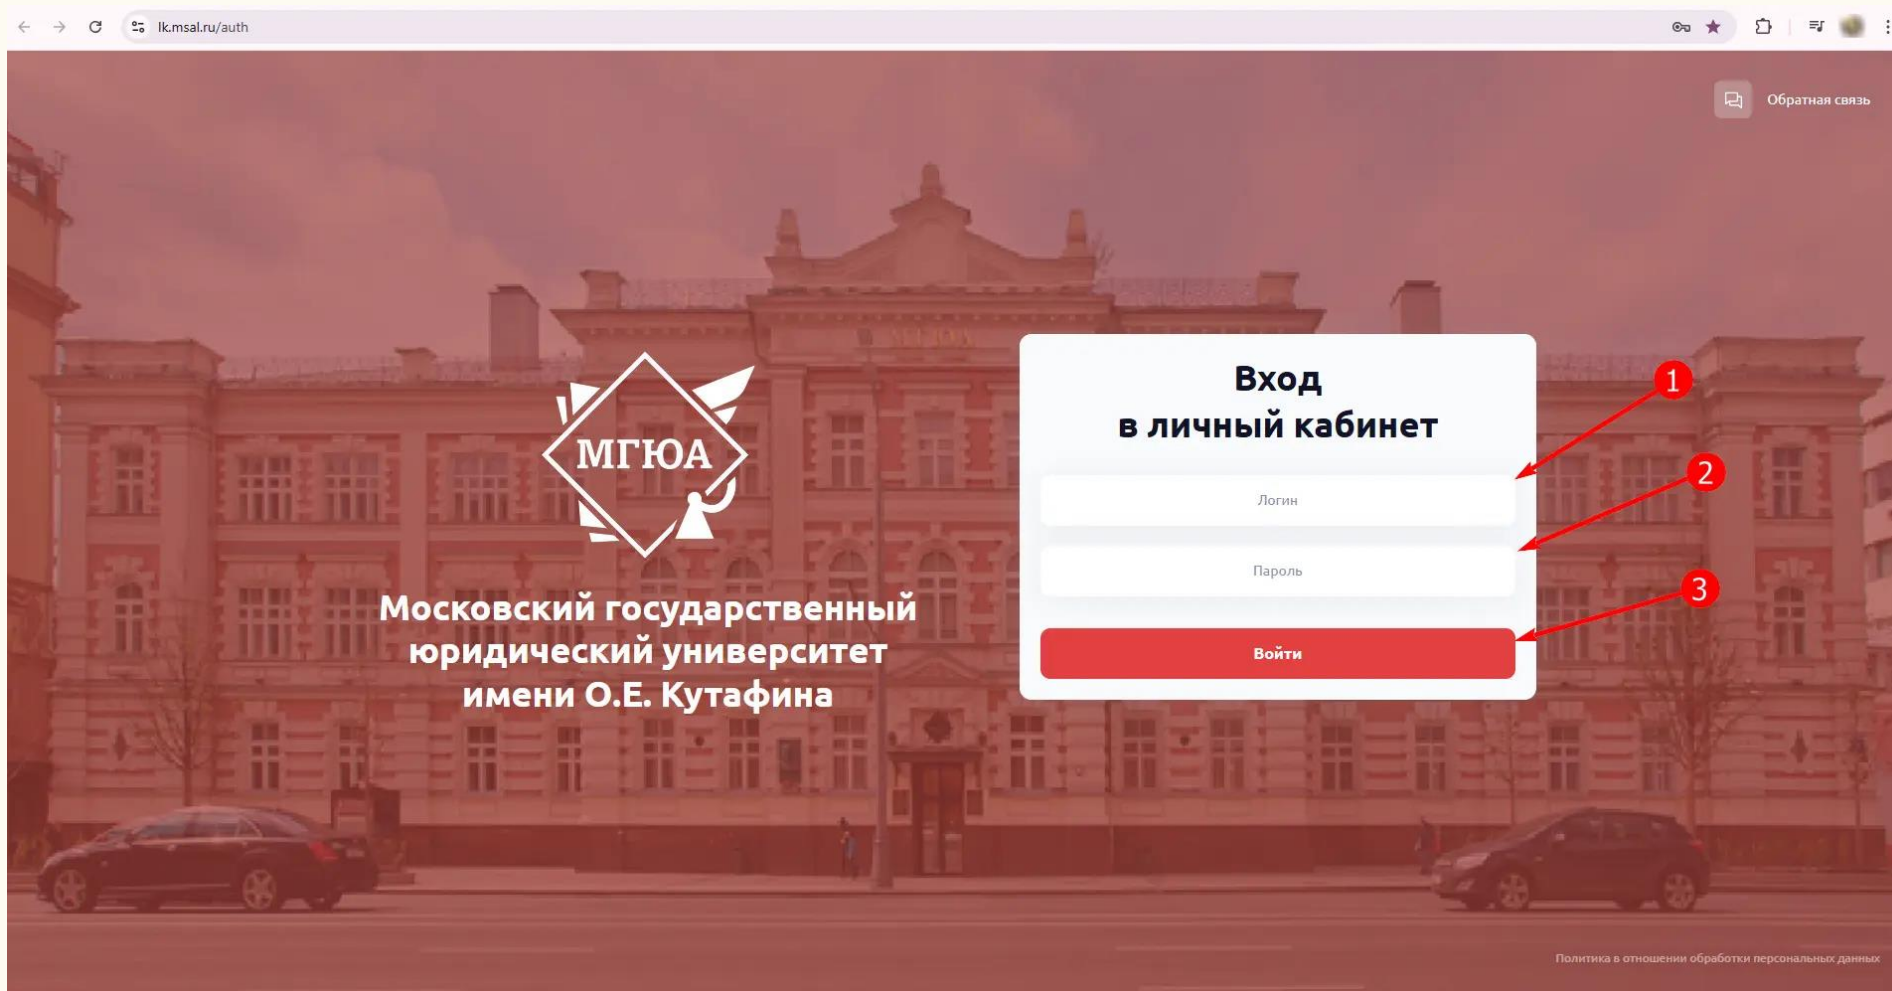 lk.msal.ru/auth
Обратная связь
МГЮА
Московский государственный
юридический университет
имени О.Е. Кутафина
Вход
в личный кабинет
Логин
Пароль
Войти
1
2
3
Политика в отношении обработки персональных данных